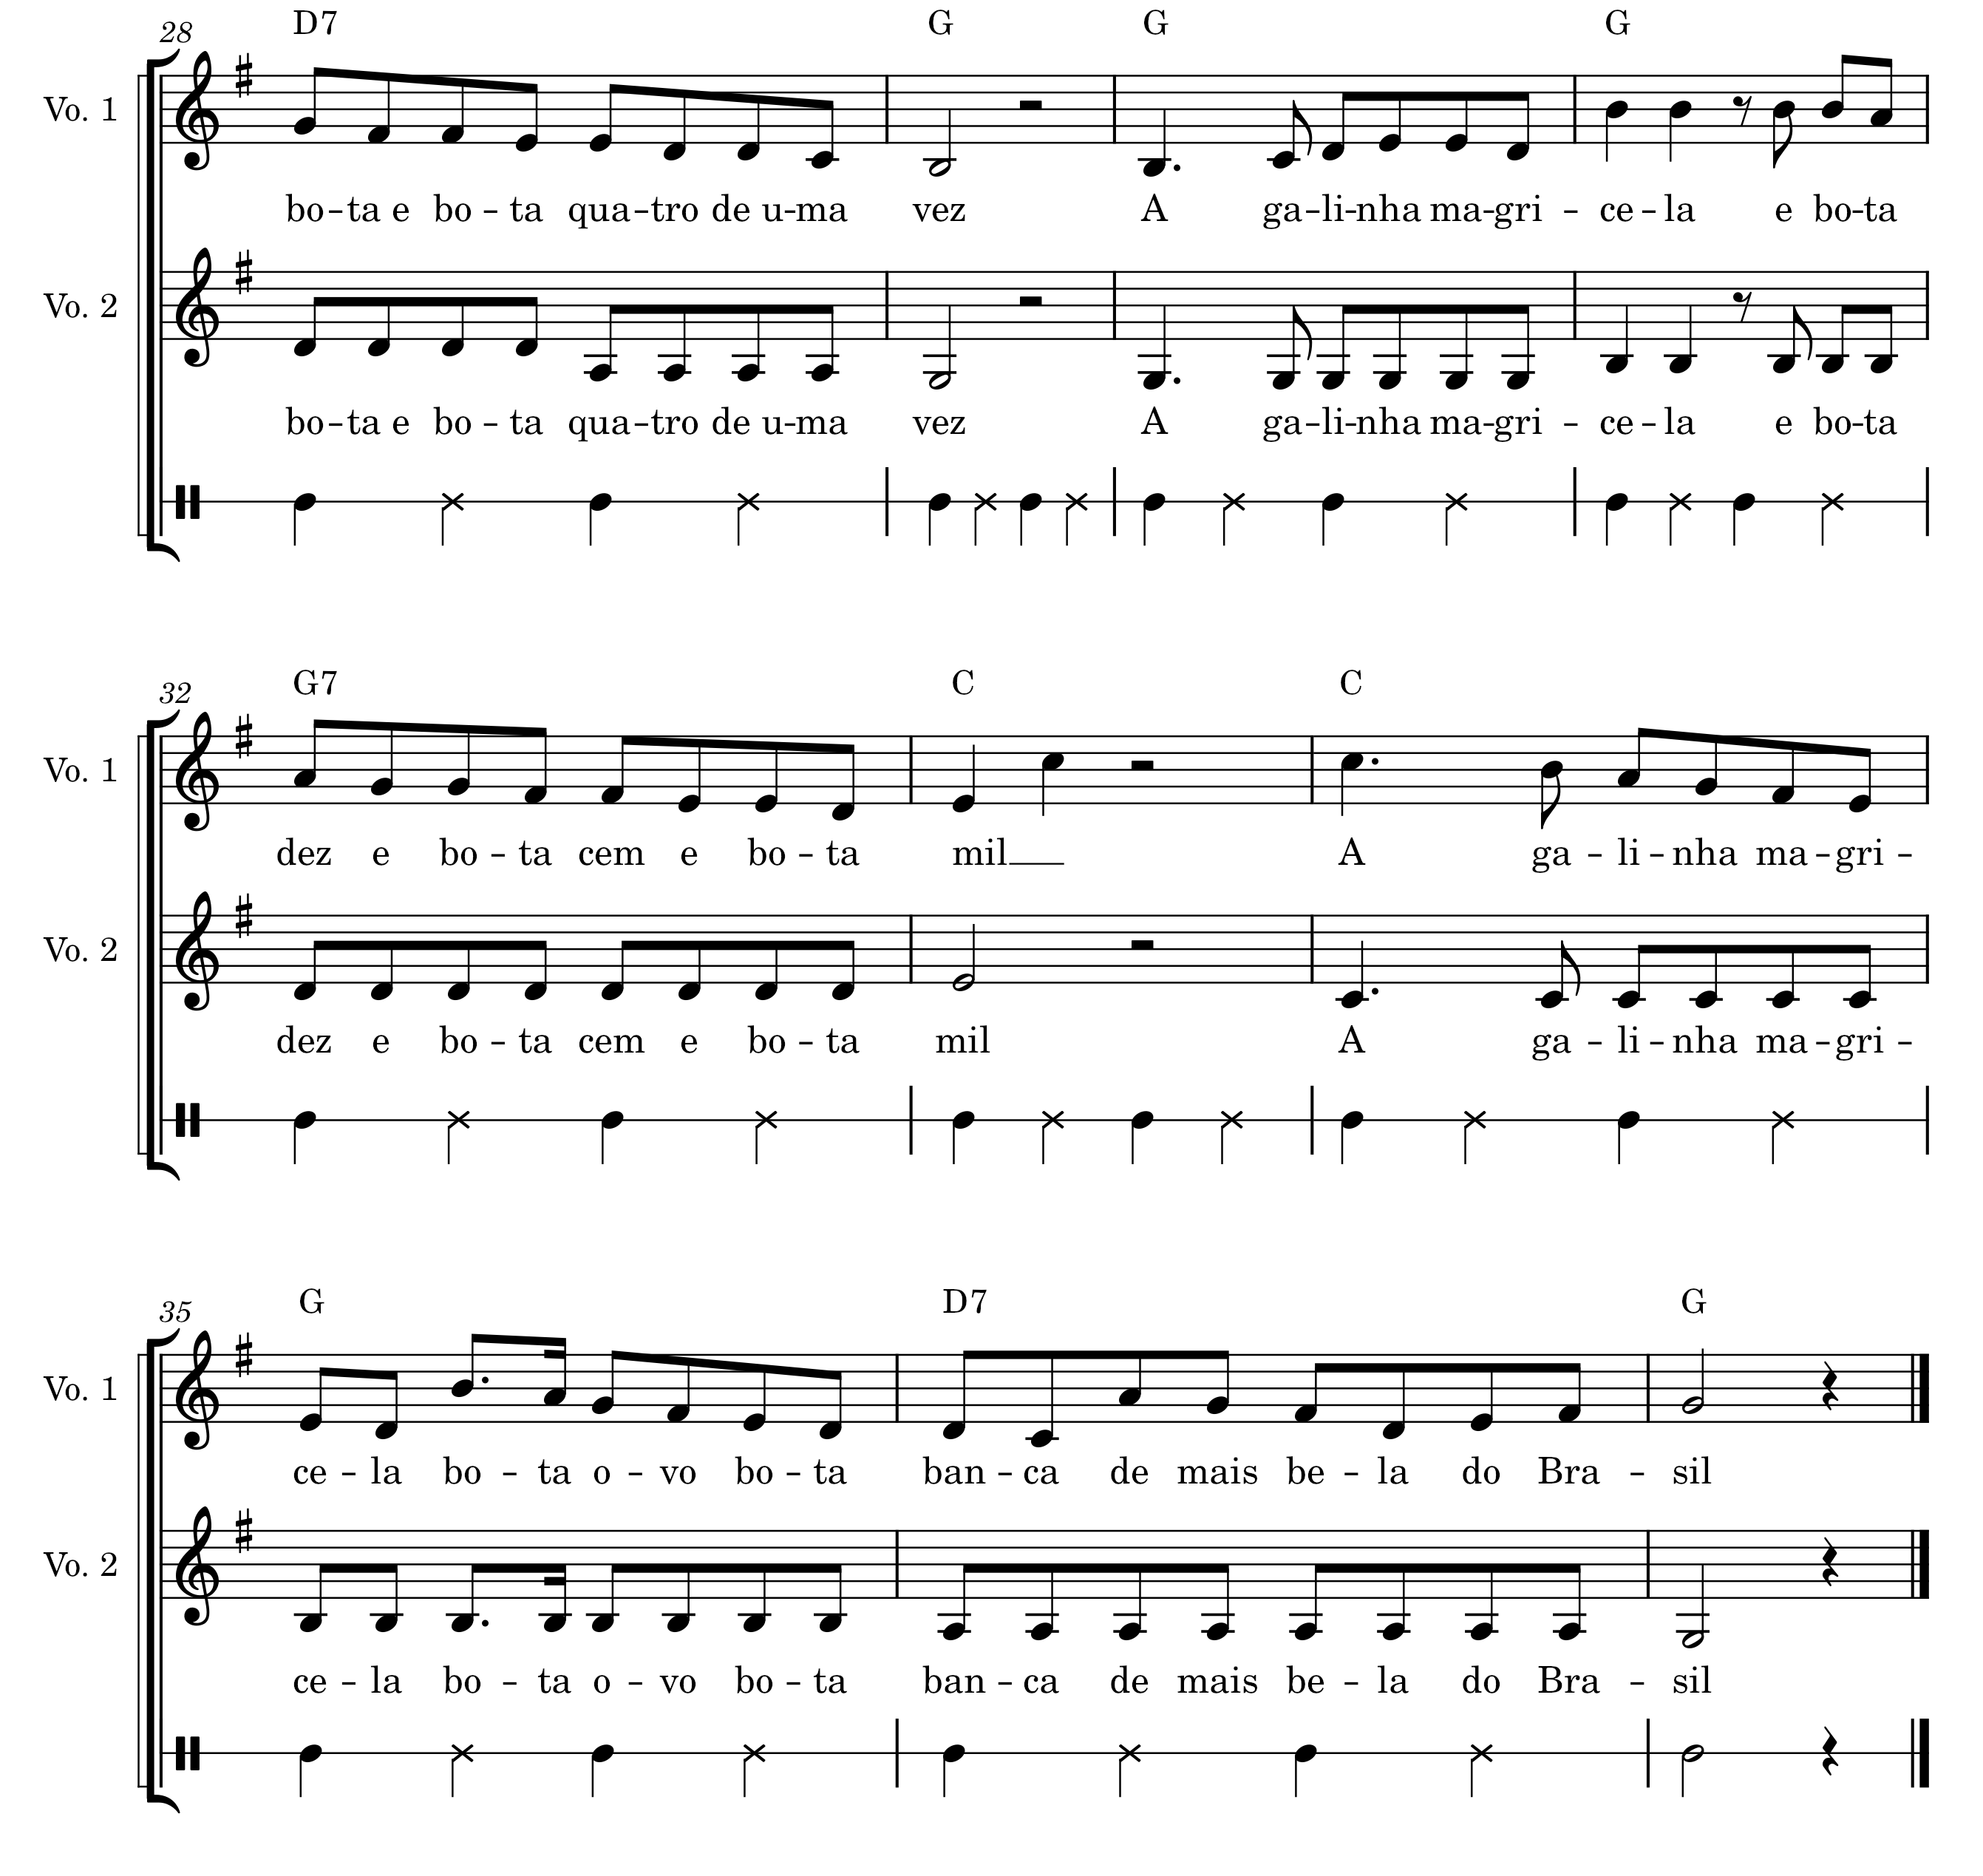 28 D7 G G G
Vo. 1
bo – ta e bo – ta qua – tro de u – ma vez A ga – li – nha ma – gri – ce – la e bo – ta
Vo. 2
bo – ta e bo – ta qua – tro de u – ma vez A ga – li – nha ma – gri – ce – la e bo – ta
32 G7 C C
Vo. 1
dez e bo – ta cem e bo – ta mil__ A ga – li – nha ma – gri –
Vo. 2
dez e bo – ta cem e bo – ta mil A ga – li – nha ma – gri –
35 G D7 G
Vo. 1
ce – la bo – ta o – vo bo – ta ban – ca de mais be – la do Bra – sil
Vo. 2
ce – la bo – ta o – vo bo – ta ban – ca de mais be – la do Bra – sil